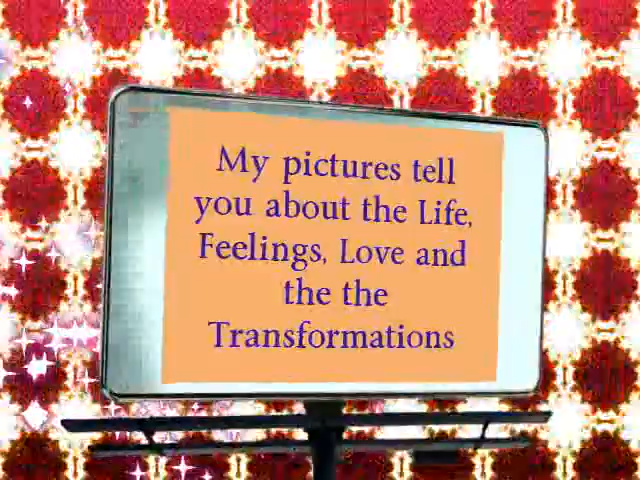 My pictures tell
you about the Life,
Feelings, Love and
the the
Transformations